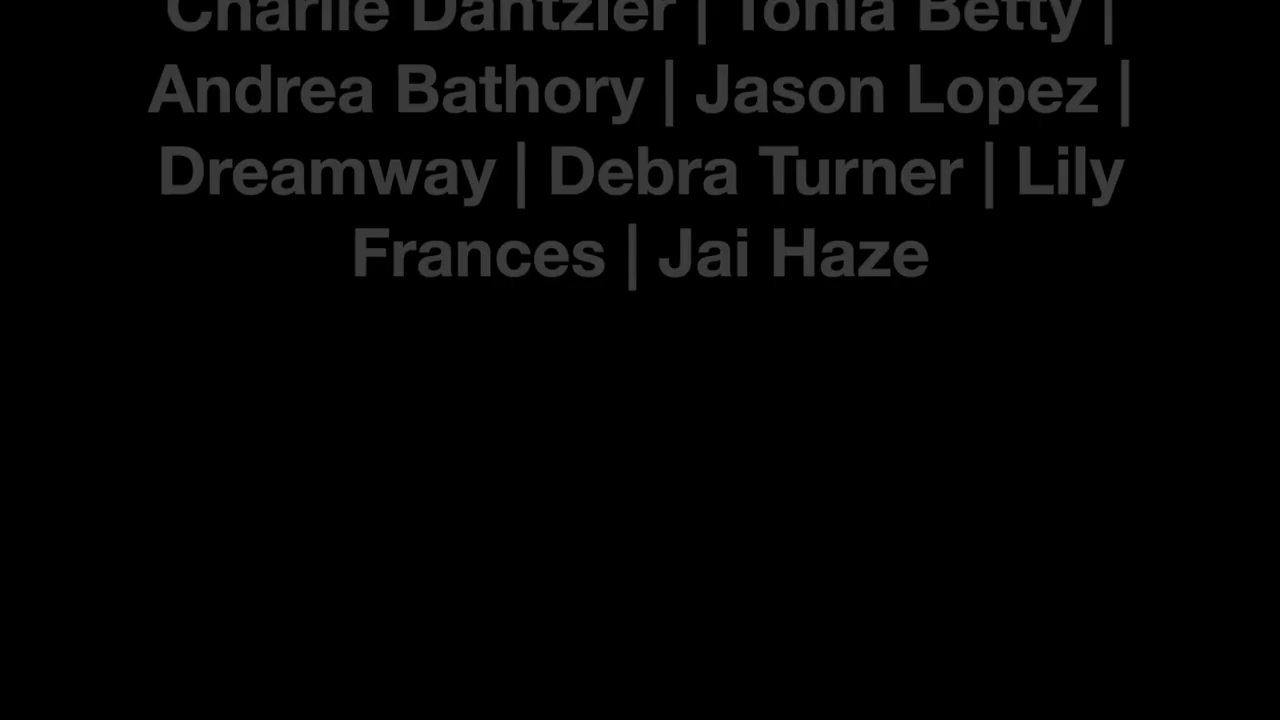 Charlie Dantzler | Tonia Betty |
Andrea Bathory | Jason Lopez |
Dreamway | Debra Turner | Lily
Frances | Jai Haze